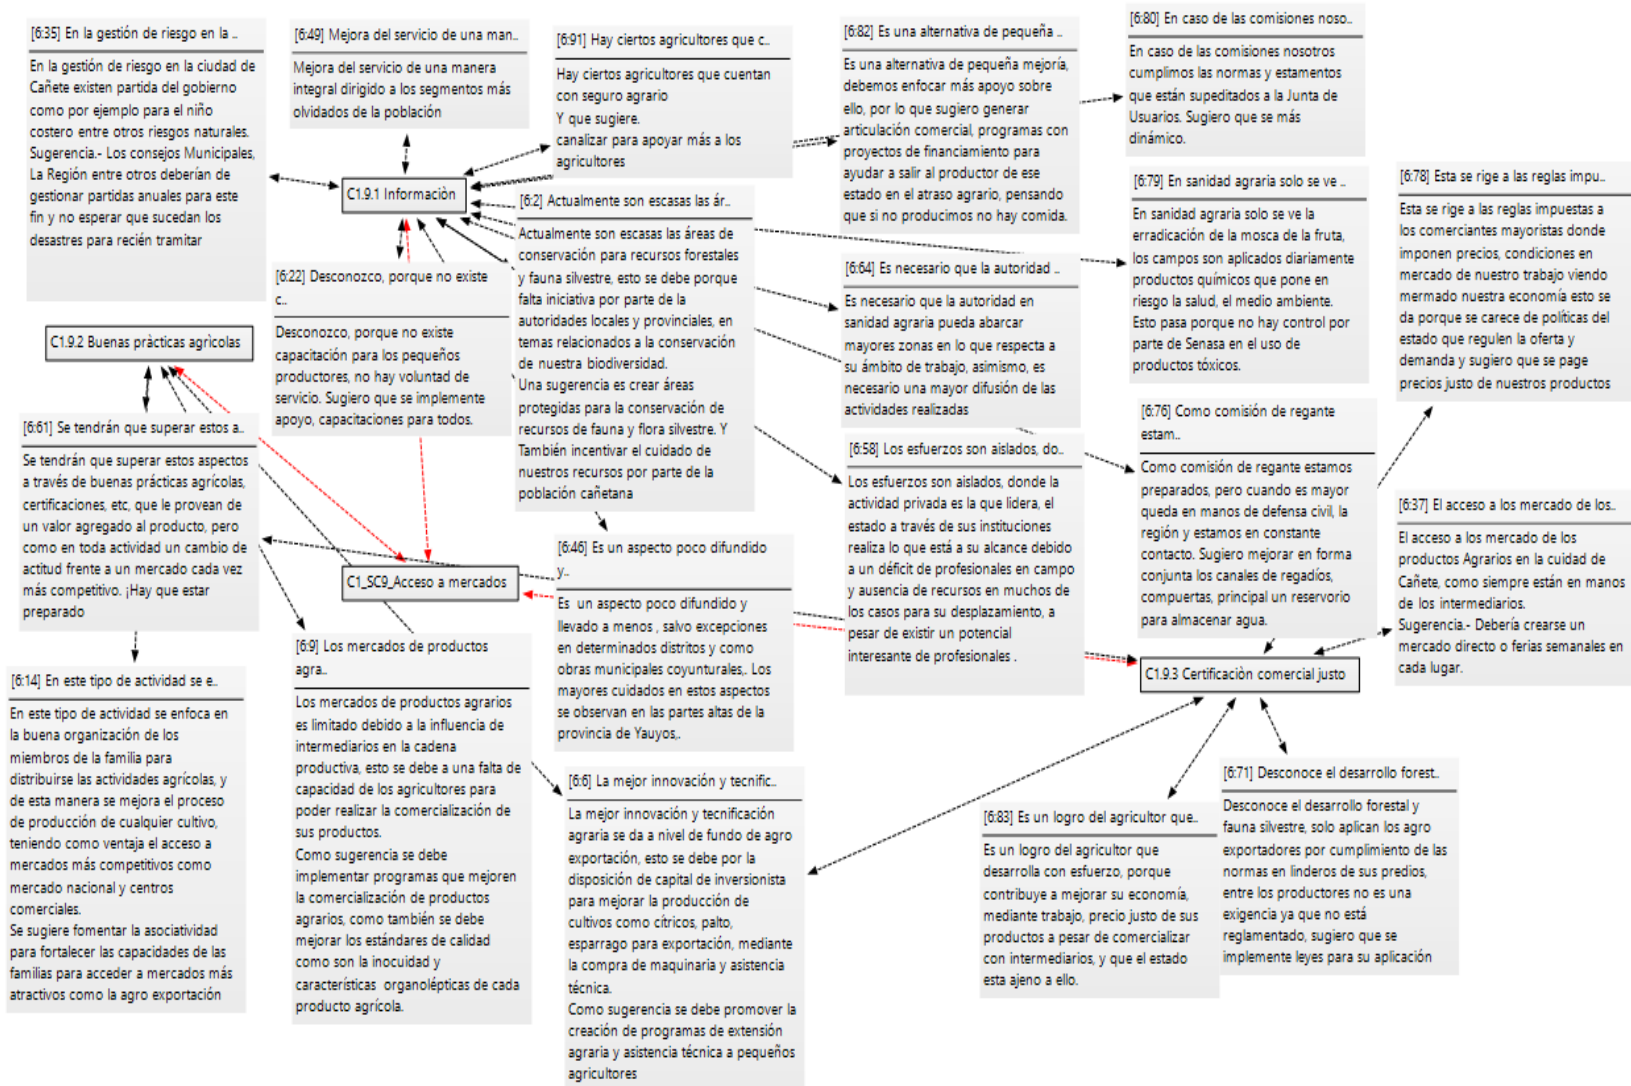 [6:35] En la gestión de riesgo en la ..
En la gestión de riesgo en la ciudad de
Cañete existen partida del gobierno
como por ejemplo para el niño
costero entre otros riesgos naturales.
Sugerencia.- Los consejos Municipales,
La Región entre otros deberían de
gestionar partidas anuales para este
fin y no esperar que sucedan los
desastres para recién tramitar
[6:49] Mejora del servicio de una man..
Mejora del servicio de una manera
integral dirigido a los segmentos más
olvidados de la población
[6:91] Hay ciertos agricultores que c..
Hay ciertos agricultores que cuentan
con seguro agrario
Y que sugiere.
canalizar para apoyar más a los
agricultores
[6:82] Es una alternativa de pequeña ..
Es una alternativa de pequeña mejoría,
debemos enfocar más apoyo sobre
ello, por lo que sugiero generar
articulación comercial, programas con
proyectos de financiamiento para
ayudar a salir al productor de ese
estado en el atraso agrario, pensando
que si no producimos no hay comida.
[6:80] En caso de las comisiones noso..
En caso de las comisiones nosotros
cumplimos las normas y estamentos
que están supeditados a la Junta de
Usuarios. Sugiero que se más
dinámico.
C1.9.1 Informaciòn
[6:2] Actualmente son escasas las ár..
Actualmente son escasas las áreas de
conservación para recursos forestales
y fauna silvestre, esto se debe porque
falta iniciativa por parte de la
autoridades locales y provinciales, en
temas relacionados a la conservación
de nuestra biodiversidad.
Una sugerencia es crear áreas
protegidas para la conservación de
recursos de fauna y flora silvestre. Y
También incentivar el cuidado de
nuestros recursos por parte de la
población cañetana
[6:79] En sanidad agraria solo se ve ..
En sanidad agraria solo se ve la
erradicación de la mosca de la fruta,
los campos son aplicados diariamente
productos químicos que pone en
riesgo la salud, el medio ambiente.
Esto pasa porque no hay control por
parte de Senasa en el uso de
productos tóxicos.
[6:78] Esta se rige a las reglas impu..
Esta se rige a las reglas impuestas a
los comerciantes mayoristas donde
imponen precios, condiciones en
mercado de nuestro trabajo viendo
mermado nuestra economía esto se
da porque se carece de políticas del
estado que regulen la oferta y
demanda y sugiero que se page
precios justo de nuestros productos
[6:22] Desconozco, porque no existe
c..
Desconozco, porque no existe
capacitación para los pequeños
productores, no hay voluntad de
servicio. Sugiero que se implemente
apoyo, capacitaciones para todos.
[6:64] Es necesario que la autoridad ..
Es necesario que la autoridad en
sanidad agraria pueda abarcar
mayores zonas en lo que respecta a
su ámbito de trabajo, asimismo, es
necesario una mayor difusión de las
actividades realizadas
C1.9.2 Buenas pràcticas agrìcolas
[6:61] Se tendrán que superar estos a..
Se tendrán que superar estos aspectos
a través de buenas prácticas agrícolas,
certificaciones, etc, que le provean de
un valor agregado al producto, pero
como en toda actividad un cambio de
actitud frente a un mercado cada vez
más competitivo. ¡Hay que estar
preparado
[6:58] Los esfuerzos son aislados, do..
Los esfuerzos son aislados, donde la
actividad privada es la que lidera, el
estado a través de sus instituciones
realiza lo que está a su alcance debido
a un déficit de profesionales en campo
y ausencia de recursos en muchos de
los casos para su desplazamiento, a
pesar de existir un potencial
interesante de profesionales .
[6:76] Como comisión de regante
estam..
Como comisión de regante estamos
preparados, pero cuando es mayor
queda en manos de defensa civil, la
región y estamos en constante
contacto. Sugiero mejorar en forma
conjunta los canales de regadíos,
compuertas, principal un reservorio
para almacenar agua.
[6:37] El acceso a los mercado de los..
El acceso a los mercado de los
productos Agrarios en la cuidad de
Cañete, como siempre están en manos
de los intermediarios.
Sugerencia.- Debería crearse un
mercado directo o ferias semanales en
cada lugar.
C1_SC9_Acceso a mercados
[6:46] Es un aspecto poco difundido
y..
Es un aspecto poco difundido y
llevado a menos , salvo excepciones
en determinados distritos y como
obras municipales coyunturales,. Los
mayores cuidados en estos aspectos
se observan en las partes altas de la
provincia de Yauyos,.
C1.9.3 Certificaciòn comercial justo
[6:14] En este tipo de actividad se e..
En este tipo de actividad se enfoca en
la buena organización de los
miembros de la familia para
distribuirse las actividades agrícolas, y
de esta manera se mejora el proceso
de producción de cualquier cultivo,
teniendo como ventaja el acceso a
mercados más competitivos como
mercado nacional y centros
comerciales.
Se sugiere fomentar la asociatividad
para fortalecer las capacidades de las
familias para acceder a mercados más
atractivos como la agro exportación
[6:9] Los mercados de productos
agra..
Los mercados de productos agrarios
es limitado debido a la influencia de
intermediarios en la cadena
productiva, esto se debe a una falta de
capacidad de los agricultores para
poder realizar la comercialización de
sus productos.
Como sugerencia se debe
implementar programas que mejoren
la comercialización de productos
agrarios, como también se debe
mejorar los estándares de calidad
como son la inocuidad y
características organolépticas de cada
producto agrícola.
[6:6] La mejor innovación y tecnific..
La mejor innovación y tecnificación
agraria se da a nivel de fundo de agro
exportación, esto se debe por la
disposición de capital de inversionista
para mejorar la producción de
cultivos como cítricos, palto,
esparrago para exportación, mediante
la compra de maquinaria y asistencia
técnica.
Como sugerencia se debe promover la
creación de programas de extensión
agraria y asistencia técnica a pequeños
agricultores
[6:83] Es un logro del agricultor que..
Es un logro del agricultor que
desarrolla con esfuerzo, porque
contribuye a mejorar su economía,
mediante trabajo, precio justo de sus
productos a pesar de comercializar
con intermediarios, y que el estado
esta ajeno a ello.
[6:71] Desconoce el desarrollo forest..
Desconoce el desarrollo forestal y
fauna silvestre, solo aplican los agro
exportadores por cumplimiento de las
normas en linderos de sus predios,
entre los productores no es una
exigencia ya que no está
reglamentado, sugiero que se
implemente leyes para su aplicación